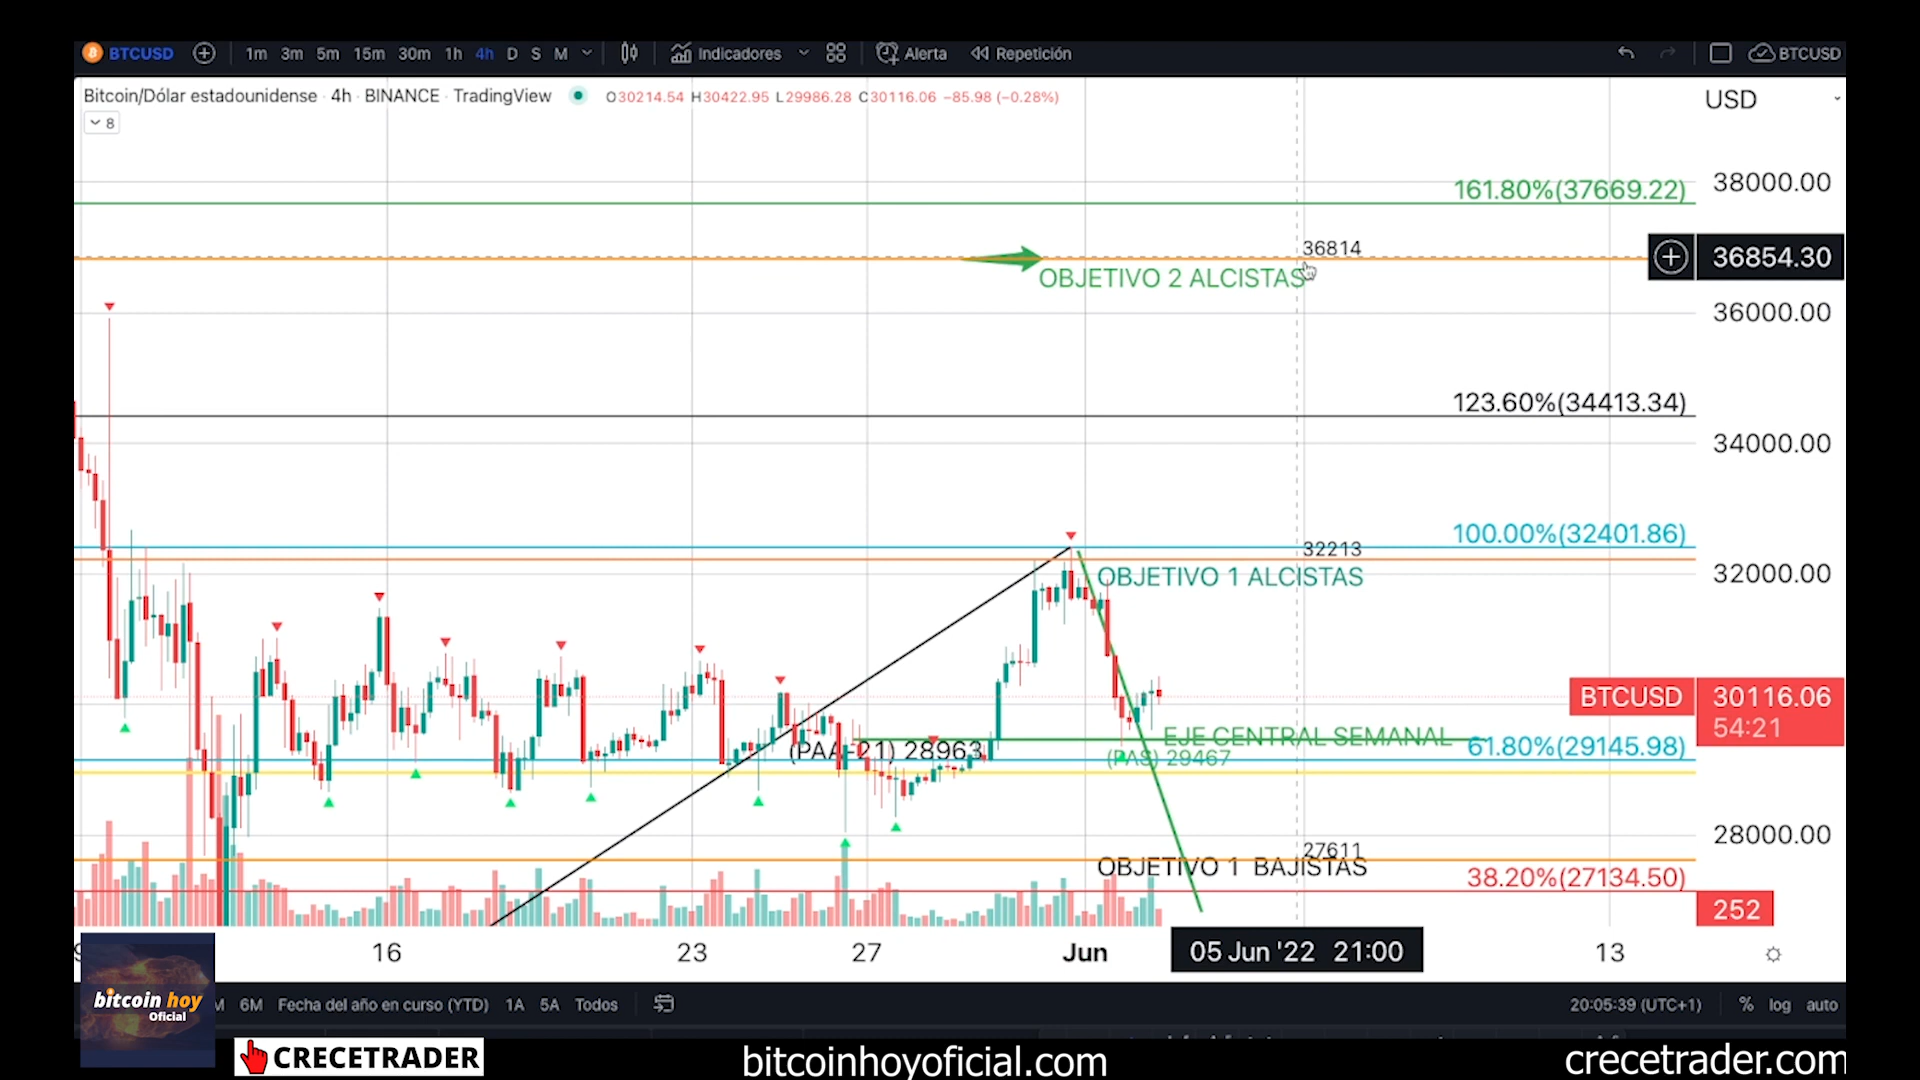 BTCUSD 1m 3m 5m 15m 30m 1h 4h D S M Indicadores Alerta Repetición BTCUSD
Bitcoin/Dólar estadounidense · 4h · BINANCE · TradingView O30214.54 H30422.95 L29986.28 C30116.06 −85.98 (−0.28%)
USD
8
161.80%(37669.22)
38000.00
36814
36854.30
OBJETIVO 2 ALCISTAS
36000.00
123.60%(34413.34)
34000.00
100.00%(32401.86)
32213
OBJETIVO 1 ALCISTAS
32000.00
BTCUSD 30116.06
54:21
EJE CENTRAL SEMANAL
(PAA-21) 28963
(PAS) 29467
61.80%(29145.98)
28000.00
27611
OBJETIVO 1 BAJISTAS
38.20%(27134.50)
252
16 23 27 Jun 05 Jun '22 21:00 13
M 6M Fecha del año en curso (YTD) 1A 5A Todos
20:05:39 (UTC+1) % log auto
bitcoin hoy
Oficial
CRECETRADER
bitcoinhoyoficial.com
crecetrader.com